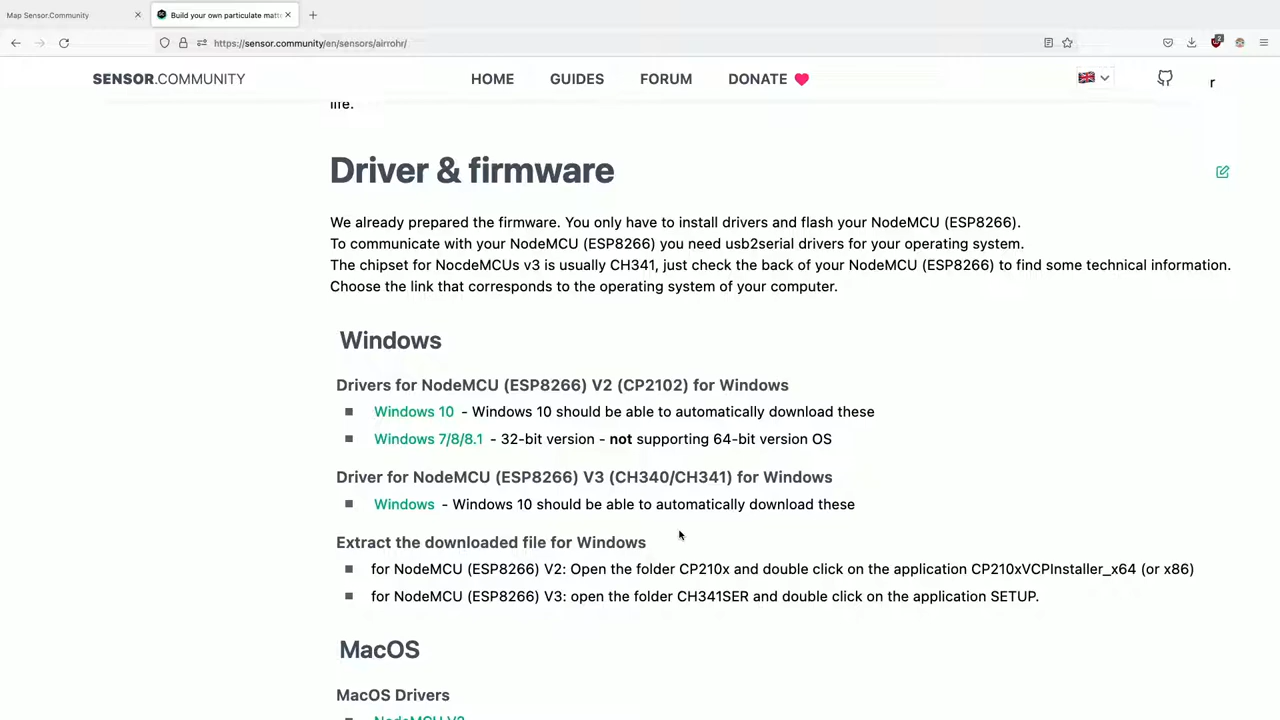 Map Sensor.Community
Build your own particulate matt
https://sensor.community/en/sensors/airrohr/
2
SENSOR.COMMUNITY
HOME
GUIDES
FORUM
DONATE
r
life.
Driver & firmware
We already prepared the firmware. You only have to install drivers and flash your NodeMCU (ESP8266).
To communicate with your NodeMCU (ESP8266) you need usb2serial drivers for your operating system.
The chipset for NocdeMCUs v3 is usually CH341, just check the back of your NodeMCU (ESP8266) to find some technical information.
Choose the link that corresponds to the operating system of your computer.
Windows
Drivers for NodeMCU (ESP8266) V2 (CP2102) for Windows
Windows 10 - Windows 10 should be able to automatically download these
Windows 7/8/8.1 - 32-bit version - not supporting 64-bit version OS
Driver for NodeMCU (ESP8266) V3 (CH340/CH341) for Windows
Windows - Windows 10 should be able to automatically download these
Extract the downloaded file for Windows
for NodeMCU (ESP8266) V2: Open the folder CP210x and double click on the application CP210xVCPInstaller_x64 (or x86)
for NodeMCU (ESP8266) V3: open the folder CH341SER and double click on the application SETUP.
MacOS
MacOS Drivers
NodeMCU V2